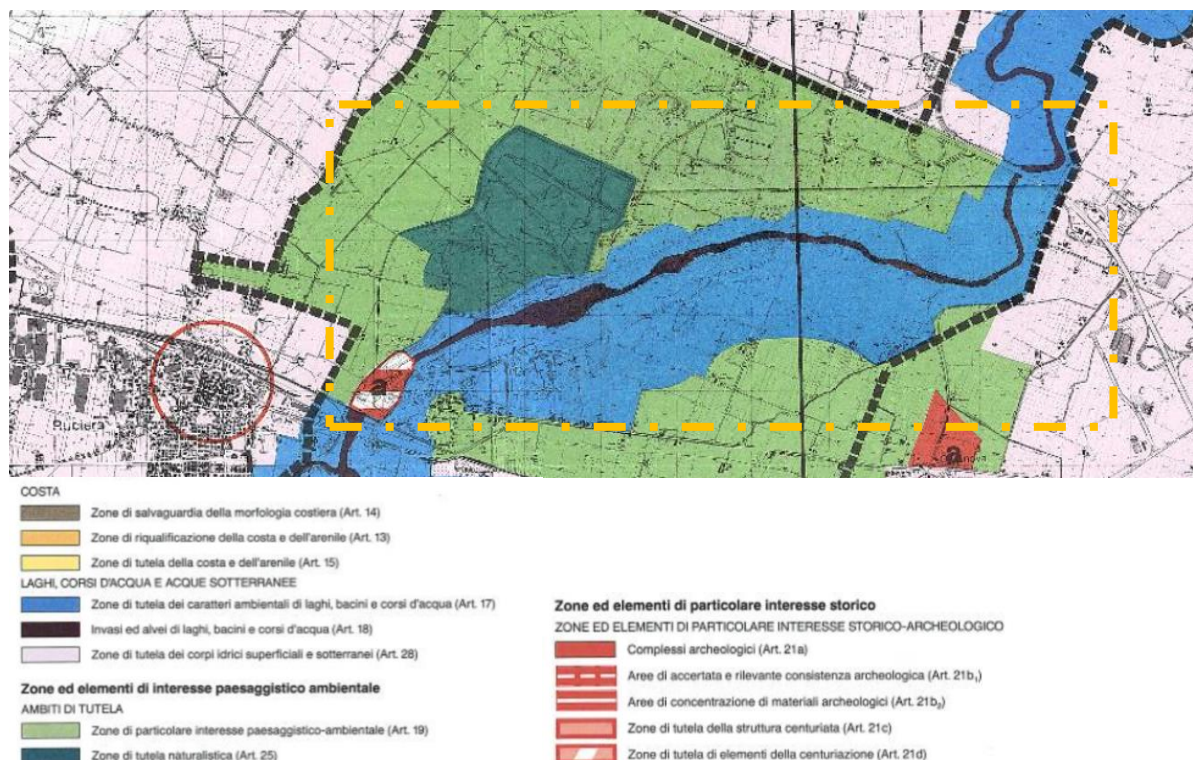 a
a
COSTA
Zone di salvaguardia della morfologia costiera (Art. 14)
Zone di riqualificazione della costa e dell'arenile (Art. 13)
Zone di tutela della costa e dell'arenile (Art. 15)
LAGHI, CORSI D'ACQUA E ACQUE SOTTERRANEE
Zone di tutela dei caratteri ambientali di laghi, bacini e corsi d'acqua (Art. 17)
Invasi ed alvei di laghi, bacini e corsi d'acqua (Art. 18)
Zone di tutela dei corpi idrici superficiali e sotterranei (Art. 28)
Zone ed elementi di interesse paesaggistico ambientale
AMBITI DI TUTELA
Zone di particolare interesse paesaggistico-ambientale (Art. 19)
Zone di tutela naturalistica (Art. 25)
Zone ed elementi di particolare interesse storico
ZONE ED ELEMENTI DI PARTICOLARE INTERESSE STORICO-ARCHEOLOGICO
Complessi archeologici (Art. 21a)
Aree di accertata e rilevante consistenza archeologica (Art. 21b₁)
Aree di concentrazione di materiali archeologici (Art. 21b₂)
Zone di tutela della struttura centuriata (Art. 21c)
Zone di tutela di elementi della centuriazione (Art. 21d)